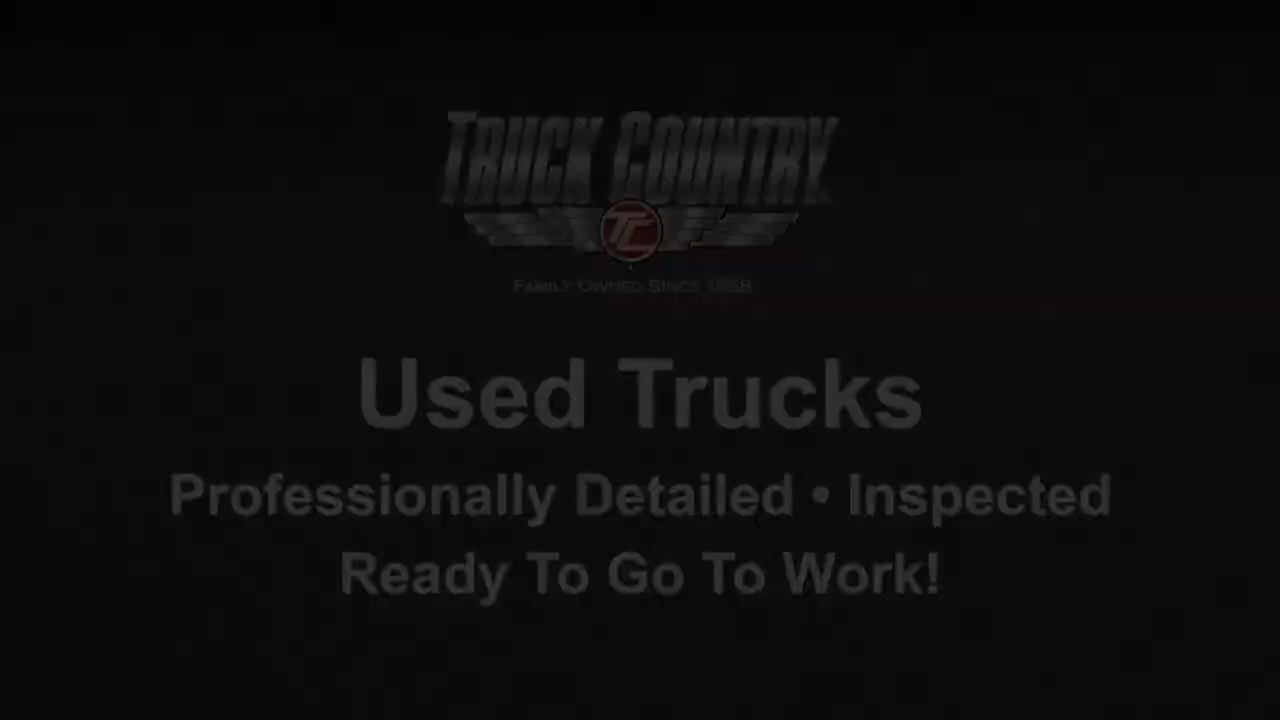 TRUCK COUNTRY
TC
FAMILY OWNED SINCE 1958
Used Trucks
Professionally Detailed • Inspected
Ready To Go To Work!